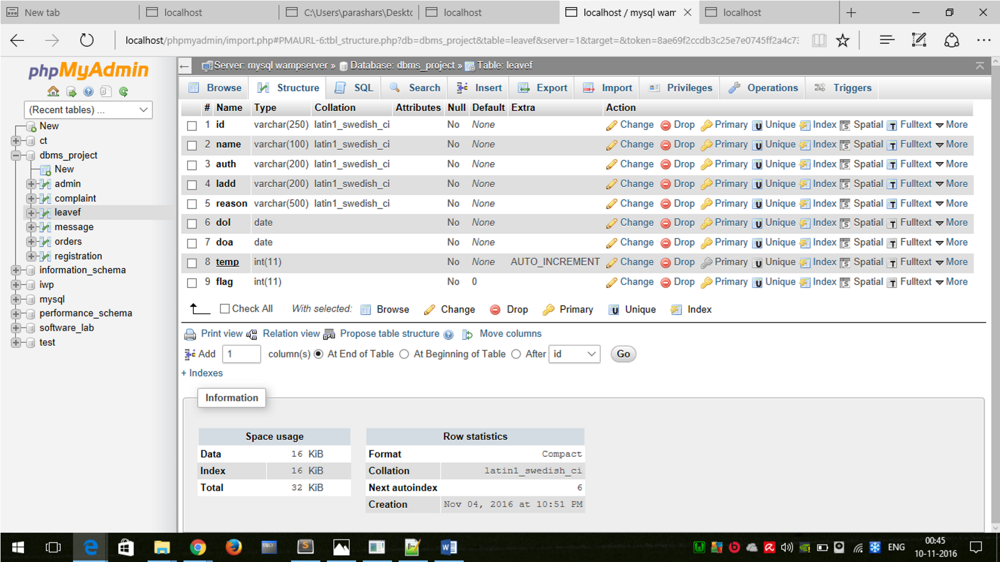 New tab localhost C:\Users\parashars\Deskto localhost localhost / mysql wam localhost
localhost/phpmyadmin/import.php#PMAURL-6:tbl_structure.php?db=dbms_project&table=leavef&server=1&target=&token=8ae69f2ccdb3c25e7e0745ff2a4c73
phpMyAdmin
(Recent tables) ...
New
ct
dbms_project
New
admin
complaint
leavef
message
orders
registration
information_schema
iwp
mysql
performance_schema
software_lab
test
Server: mysql wampserver » Database: dbms_project » Table: leavef
Browse Structure SQL Search Insert Export Import Privileges Operations Triggers
# Name Type Collation Attributes Null Default Extra Action
1 id varchar(250) latin1_swedish_ci No None Change Drop Primary Unique Index Spatial Fulltext More
2 name varchar(100) latin1_swedish_ci No None Change Drop Primary Unique Index Spatial Fulltext More
3 auth varchar(200) latin1_swedish_ci No None Change Drop Primary Unique Index Spatial Fulltext More
4 ladd varchar(200) latin1_swedish_ci No None Change Drop Primary Unique Index Spatial Fulltext More
5 reason varchar(500) latin1_swedish_ci No None Change Drop Primary Unique Index Spatial Fulltext More
6 dol date No None Change Drop Primary Unique Index Spatial Fulltext More
7 doa date No None Change Drop Primary Unique Index Spatial Fulltext More
8 temp int(11) No None AUTO_INCREMENT Change Drop Primary Unique Index Spatial Fulltext More
9 flag int(11) No 0 Change Drop Primary Unique Index Spatial Fulltext More
Check All With selected: Browse Change Drop Primary Unique Index
Print view Relation view Propose table structure Move columns
Add 1 column(s) At End of Table At Beginning of Table After id Go
+ Indexes
Information
Space usage
Data 16 KiB
Index 16 KiB
Total 32 KiB
Row statistics
Format Compact
Collation latin1_swedish_ci
Next autoindex 6
Creation Nov 04, 2016 at 10:51 PM
ENG
00:45
10-11-2016